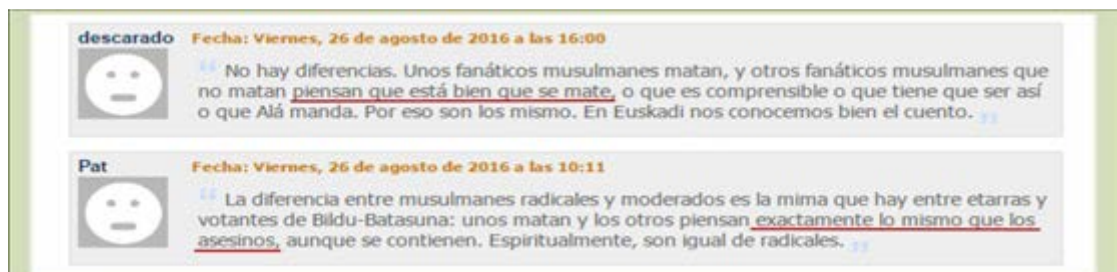 descarado Fecha: Viernes, 26 de agosto de 2016 a las 16:00
“ No hay diferencias. Unos fanáticos musulmanes matan, y otros fanáticos musulmanes que
no matan piensan que está bien que se mate, o que es comprensible o que tiene que ser así
o que Alá manda. Por eso son los mismo. En Euskadi nos conocemos bien el cuento. ”
Pat Fecha: Viernes, 26 de agosto de 2016 a las 10:11
“ La diferencia entre musulmanes radicales y moderados es la mima que hay entre etarras y
votantes de Bildu-Batasuna: unos matan y los otros piensan exactamente lo mismo que los
asesinos, aunque se contienen. Espiritualmente, son igual de radicales. ”